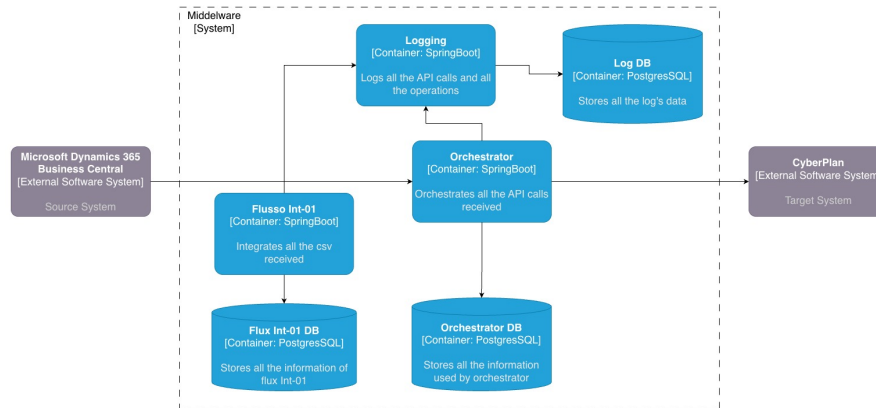 Middelware
[System]
Logging
[Container: SpringBoot]
Logs all the API calls and all
the operations
Log DB
[Container: PostgresSQL]
Stores all the log's data
Microsoft Dynamics 365
Business Central
[External Software System]
Source System
Orchestrator
[Container: SpringBoot]
Orchestrates all the API calls
received
CyberPlan
[External Software System]
Target System
Flusso Int-01
[Container: SpringBoot]
Integrates all the csv
received
Flux Int-01 DB
[Container: PostgresSQL]
Stores all the information of
flux Int-01
Orchestrator DB
[Container: PostgresSQL]
Stores all the information
used by orchestrator